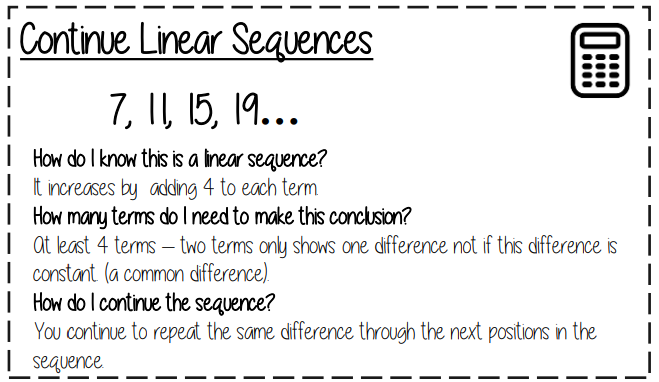 Continue Linear Sequences
7, 11, 15, 19...
How do I know this is a linear sequence?
It increases by adding 4 to each term.
How many terms do I need to make this conclusion?
At least 4 terms – two terms only shows one difference not if this difference is
constant. (a common difference).
How do I continue the sequence?
You continue to repeat the same difference through the next positions in the
sequence.